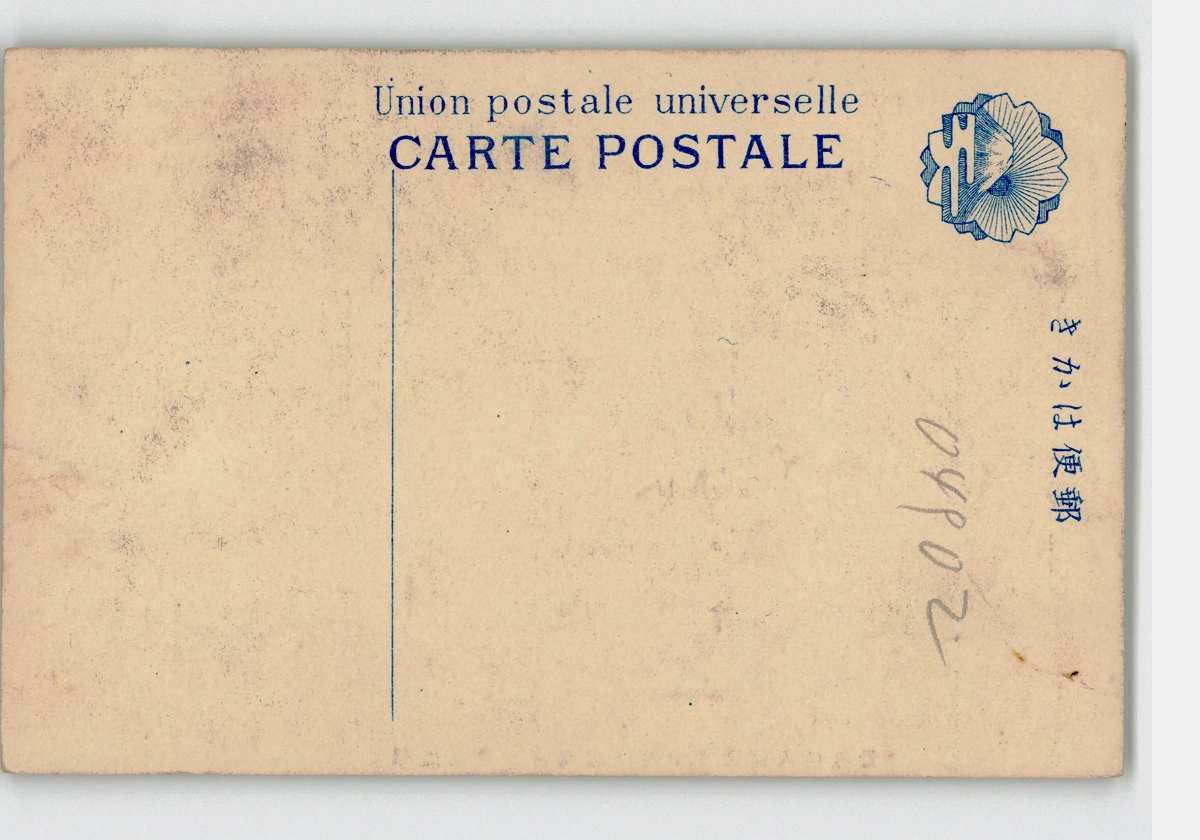 Union postale universelle
CARTE POSTALE
きかは便郵